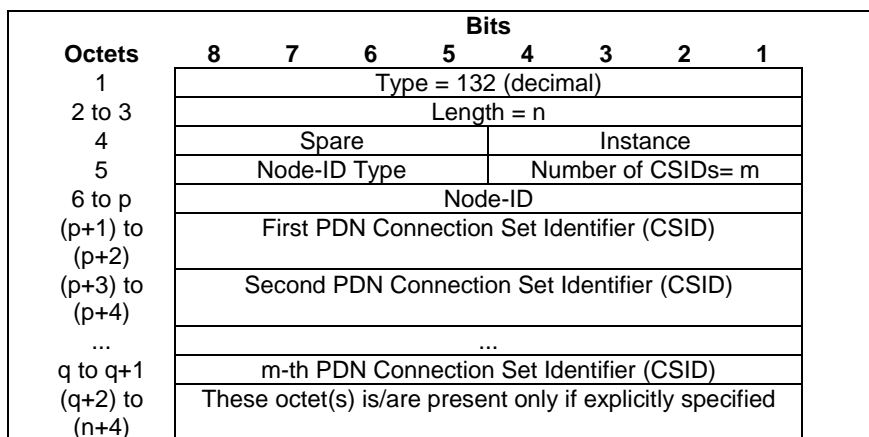 Bits
Octets 8 7 6 5 4 3 2 1
1 Type = 132 (decimal)
2 to 3 Length = n
4 Spare Instance
5 Node-ID Type Number of CSIDs= m
6 to p Node-ID
(p+1) to First PDN Connection Set Identifier (CSID)
(p+2)
(p+3) to Second PDN Connection Set Identifier (CSID)
(p+4)
... ...
q to q+1 m-th PDN Connection Set Identifier (CSID)
(q+2) to These octet(s) is/are present only if explicitly specified
(n+4)